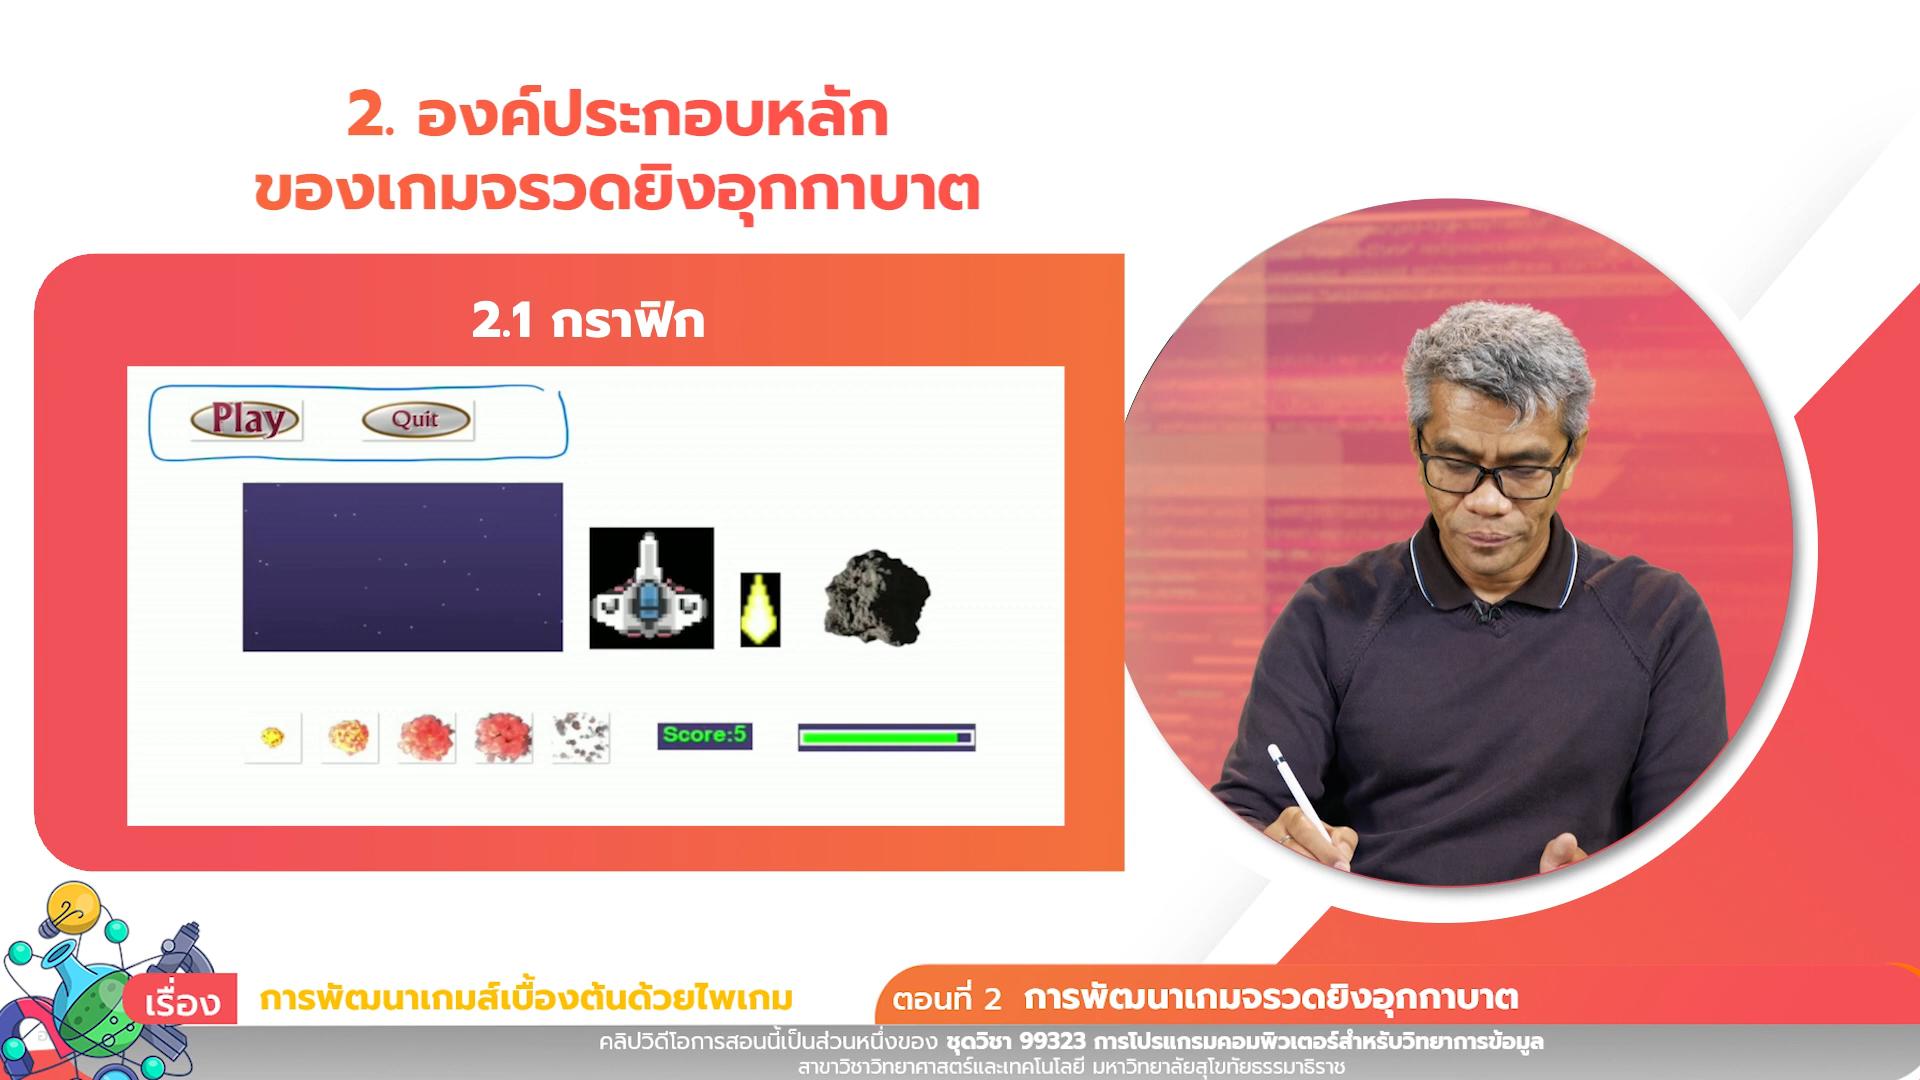 2. องค์ประกอบหลัก
ของเกมจรวดยิงอุกกาบาต
2.1 กราฟิก
Play
Quit
Score:5
เรื่อง
การพัฒนาเกมส์เบื้องต้นด้วยไพเกม
ตอนที่ 2 การพัฒนาเกมจรวดยิงอุกกาบาต
คลิปวิดีโอการสอนนี้เป็นส่วนหนึ่งของ ชุดวิชา 99323 การโปรแกรมคอมพิวเตอร์สำหรับวิทยาการข้อมูล
สาขาวิชาวิทยาศาสตร์และเทคโนโลยี มหาวิทยาลัยสุโขทัยธรรมาธิราช